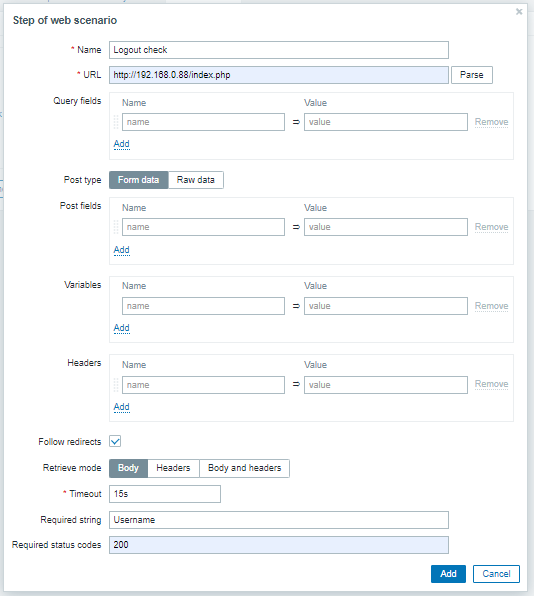 Step of web scenario
* Name Logout check
* URL http://192.168.0.88/index.php Parse
Query fields Name Value
name ⇒ value Remove
Add
Post type Form data Raw data
Post fields Name Value
name ⇒ value Remove
Add
Variables Name Value
name ⇒ value Remove
Add
Headers Name Value
name ⇒ value Remove
Add
Follow redirects
Retrieve mode Body Headers Body and headers
* Timeout 15s
Required string Username
Required status codes 200
Add Cancel